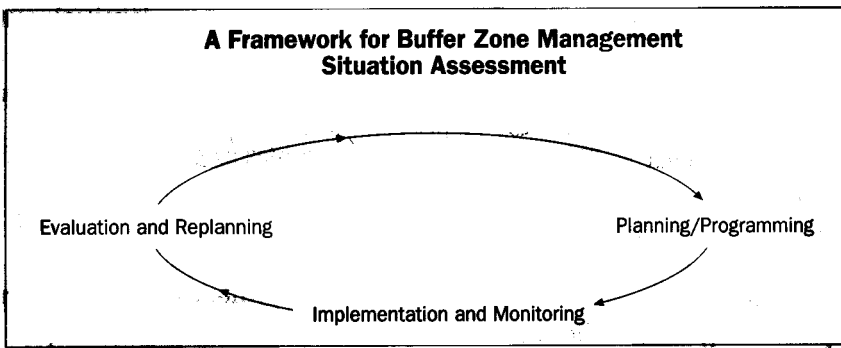 A Framework for Buffer Zone Management
Situation Assessment
Evaluation and Replanning
Planning/Programming
Implementation and Monitoring